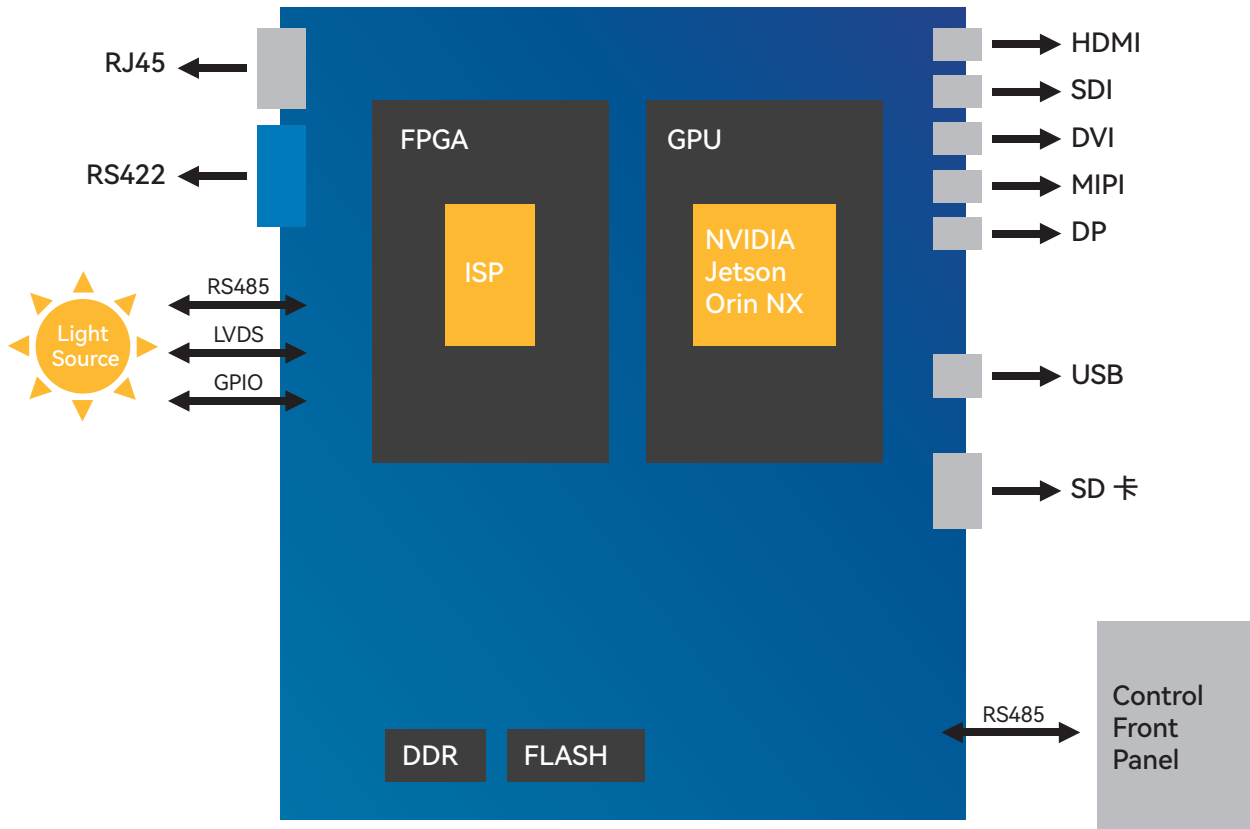 RJ45
RS422
RS485
LVDS
GPIO
Light
Source
FPGA
ISP
GPU
NVIDIA
Jetson
Orin NX
DDR
FLASH
HDMI
SDI
DVI
MIPI
DP
USB
SD 卡
RS485
Control
Front
Panel